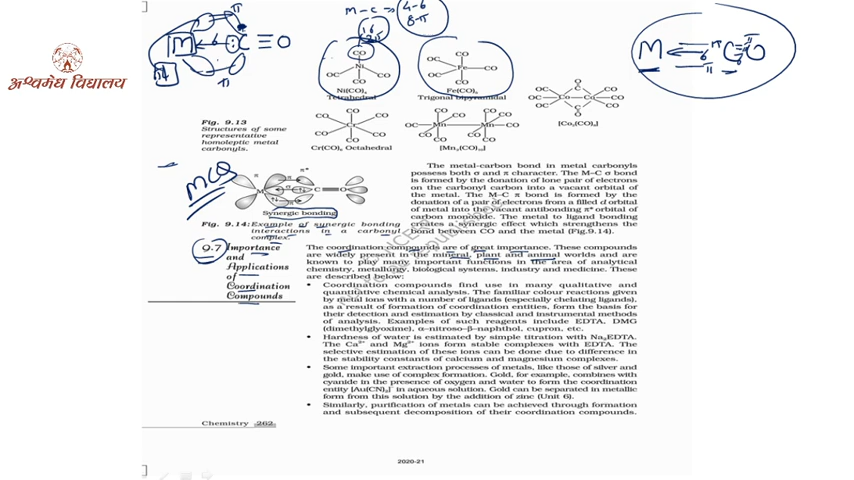 अश्वमेध विद्यालय
M ← :C ≡ O
π
π
M-C ⇒ 4-6
8-π
M C O
CO
OC Ni CO
OC
Ni(CO)₄
Tetrahedral
CO
OC Fe CO
OC
CO
Fe(CO)₅
Trigonal bipyramidal
[Co₂(CO)₈]
Cr(CO)₆ Octahedral
[Mn₂(CO)₁₀]
Fig. 9.13
Structures of some
representative
homoleptic metal
carbonyls.
MCQ
π π*
M σ C O
π
Synergic bonding
Fig. 9.14: Example of synergic bonding
interactions in a carbonyl
complex.
The metal-carbon bond in metal carbonyls
possess both σ and π character. The M–C σ bond
is formed by the donation of lone pair of electrons
on the carbonyl carbon into a vacant orbital of
the metal. The M–C π bond is formed by the
donation of a pair of electrons from a filled d orbital
of metal into the vacant antibonding π* orbital of
carbon monoxide. The metal to ligand bonding
creates a synergic effect which strengthens the
bond between CO and the metal (Fig.9.14).
9.7 Importance
and
Applications
of
Coordination
Compounds
The coordination compounds are of great importance. These compounds
are widely present in the mineral, plant and animal worlds and are
known to play many important functions in the area of analytical
chemistry, metallurgy, biological systems, industry and medicine. These
are described below:
• Coordination compounds find use in many qualitative and
quantitative chemical analysis. The familiar colour reactions given
by metal ions with a number of ligands (especially chelating ligands),
as a result of formation of coordination entities, form the basis for
their detection and estimation by classical and instrumental methods
of analysis. Examples of such reagents include EDTA, DMG
(dimethylglyoxime), α–nitroso–β–naphthol, cupron, etc.
• Hardness of water is estimated by simple titration with Na₂EDTA.
The Ca²⁺ and Mg²⁺ ions form stable complexes with EDTA. The
selective estimation of these ions can be done due to difference in
the stability constants of calcium and magnesium complexes.
• Some important extraction processes of metals, like those of silver and
gold, make use of complex formation. Gold, for example, combines with
cyanide in the presence of oxygen and water to form the coordination
entity [Au(CN)₂]⁻ in aqueous solution. Gold can be separated in metallic
form from this solution by the addition of zinc (Unit 6).
• Similarly, purification of metals can be achieved through formation
and subsequent decomposition of their coordination compounds.
Chemistry 262
2020-21